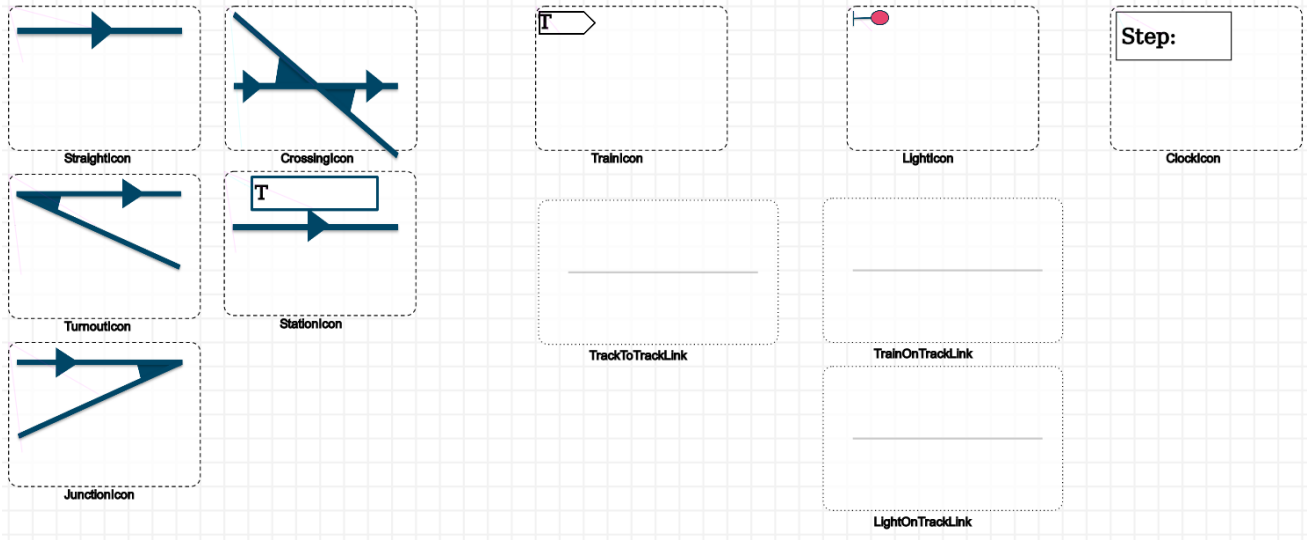 StraightIcon
CrossingIcon
T
TrainIcon
LightIcon
Step:
ClockIcon
TurnoutIcon
T
StationIcon
TrackToTrackLink
TrainOnTrackLink
JunctionIcon
LightOnTrackLink